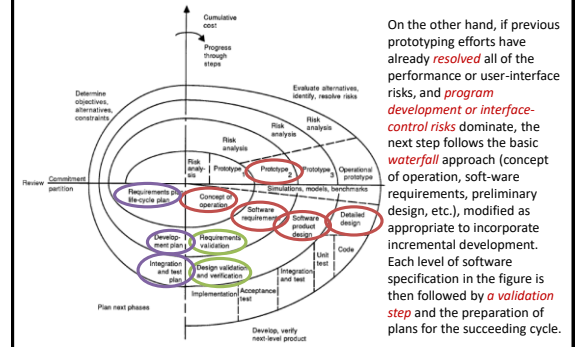 Cumulative
cost
Progress
through
steps
Determine
objectives,
alternatives,
constraints
Evaluate alternatives,
identify, resolve risks
Risk
analysis
Risk
analysis
Risk
analy-
sis
Prototype
1
Prototype
2
Prototype
3
Operational
prototype
Review
Commitment
partition
Simulations, models, benchmarks
Requirements plan
life-cycle plan
Concept of
operation
Software
requirements
Software
product
design
Detailed
design
Develop-
ment plan
Requirements
validation
Code
Unit
test
Integration
and test
plan
Design validation
and verification
Integration
and test
Acceptance
test
Implementation
Plan next phases
Develop, verify
next-level product
On the other hand, if previous
prototyping efforts have
already resolved all of the
performance or user-interface
risks, and program
development or interface-
control risks dominate, the
next step follows the basic
waterfall approach (concept
of operation, soft-ware
requirements, preliminary
design, etc.), modified as
appropriate to incorporate
incremental development.
Each level of software
specification in the figure is
then followed by a validation
step and the preparation of
plans for the succeeding cycle.